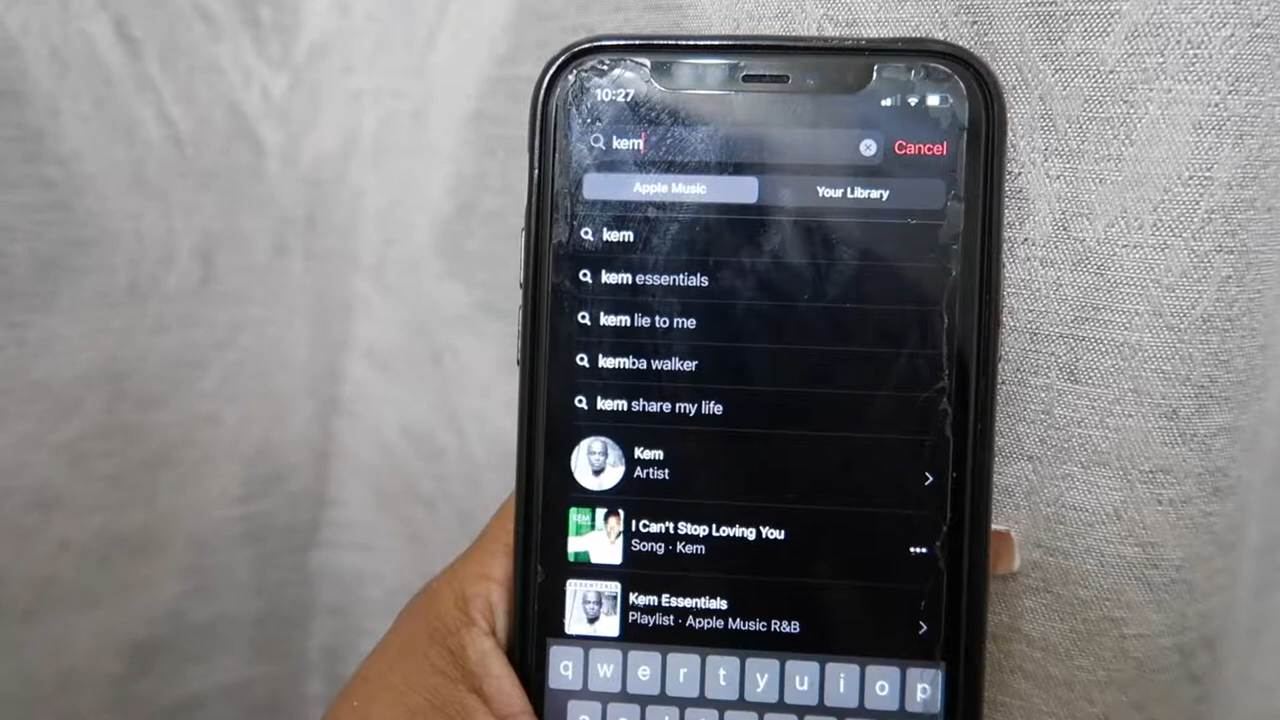 10:27
kem
Cancel
Apple Music
Your Library
kem
kem essentials
kem lie to me
kemba walker
kem share my life
Kem
Artist
I Can't Stop Loving You
Song · Kem
ESSENTIALS
Kem Essentials
Playlist · Apple Music R&B
q w e r t y u i o p